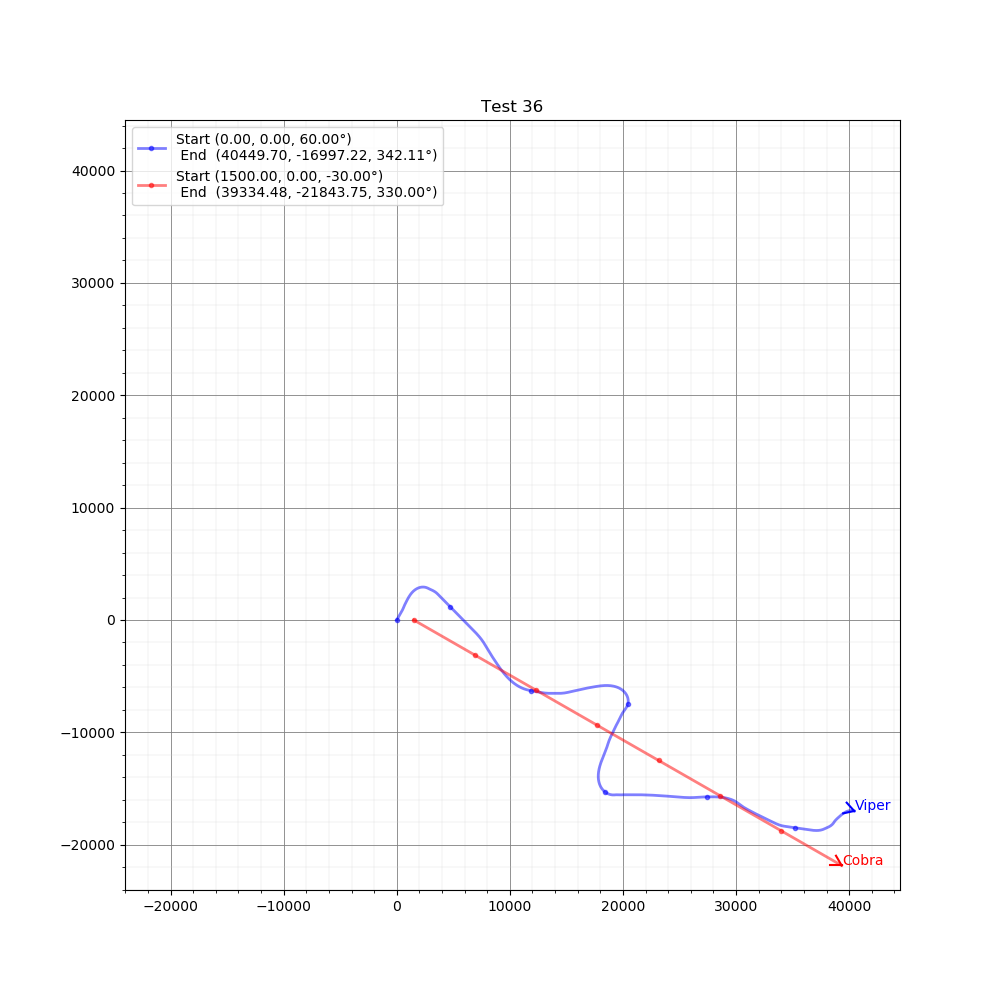 Test 36
Start (0.00, 0.00, 60.00°)
End (40449.70, -16997.22, 342.11°)
Start (1500.00, 0.00, -30.00°)
End (39334.48, -21843.75, 330.00°)
40000
30000
20000
10000
0
−10000
−20000
Viper
Cobra
−20000 −10000 0 10000 20000 30000 40000